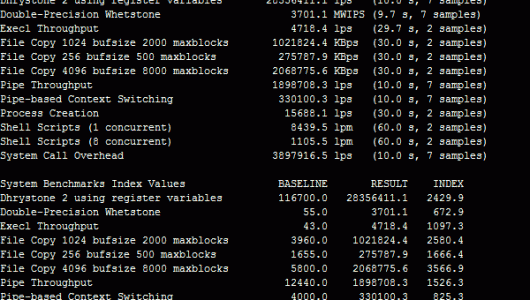 Dhrystone 2 using register variables 28356411.1 lps (10.0 s, 7 samples)
Double-Precision Whetstone 3701.1 MWIPS (9.7 s, 7 samples)
Execl Throughput 4718.4 lps (29.7 s, 2 samples)
File Copy 1024 bufsize 2000 maxblocks 1021824.4 KBps (30.0 s, 2 samples)
File Copy 256 bufsize 500 maxblocks 275787.9 KBps (30.0 s, 2 samples)
File Copy 4096 bufsize 8000 maxblocks 2068775.6 KBps (30.0 s, 2 samples)
Pipe Throughput 1898708.3 lps (10.0 s, 7 samples)
Pipe-based Context Switching 330100.3 lps (10.0 s, 7 samples)
Process Creation 15688.1 lps (30.0 s, 2 samples)
Shell Scripts (1 concurrent) 8439.5 lpm (60.0 s, 2 samples)
Shell Scripts (8 concurrent) 1105.5 lpm (60.0 s, 2 samples)
System Call Overhead 3897916.5 lps (10.0 s, 7 samples)
System Benchmarks Index Values BASELINE RESULT INDEX
Dhrystone 2 using register variables 116700.0 28356411.1 2429.9
Double-Precision Whetstone 55.0 3701.1 672.9
Execl Throughput 43.0 4718.4 1097.3
File Copy 1024 bufsize 2000 maxblocks 3960.0 1021824.4 2580.4
File Copy 256 bufsize 500 maxblocks 1655.0 275787.9 1666.4
File Copy 4096 bufsize 8000 maxblocks 5800.0 2068775.6 3566.9
Pipe Throughput 12440.0 1898708.3 1526.3
Pipe-based Context Switching 4000.0 330100.3 825.3